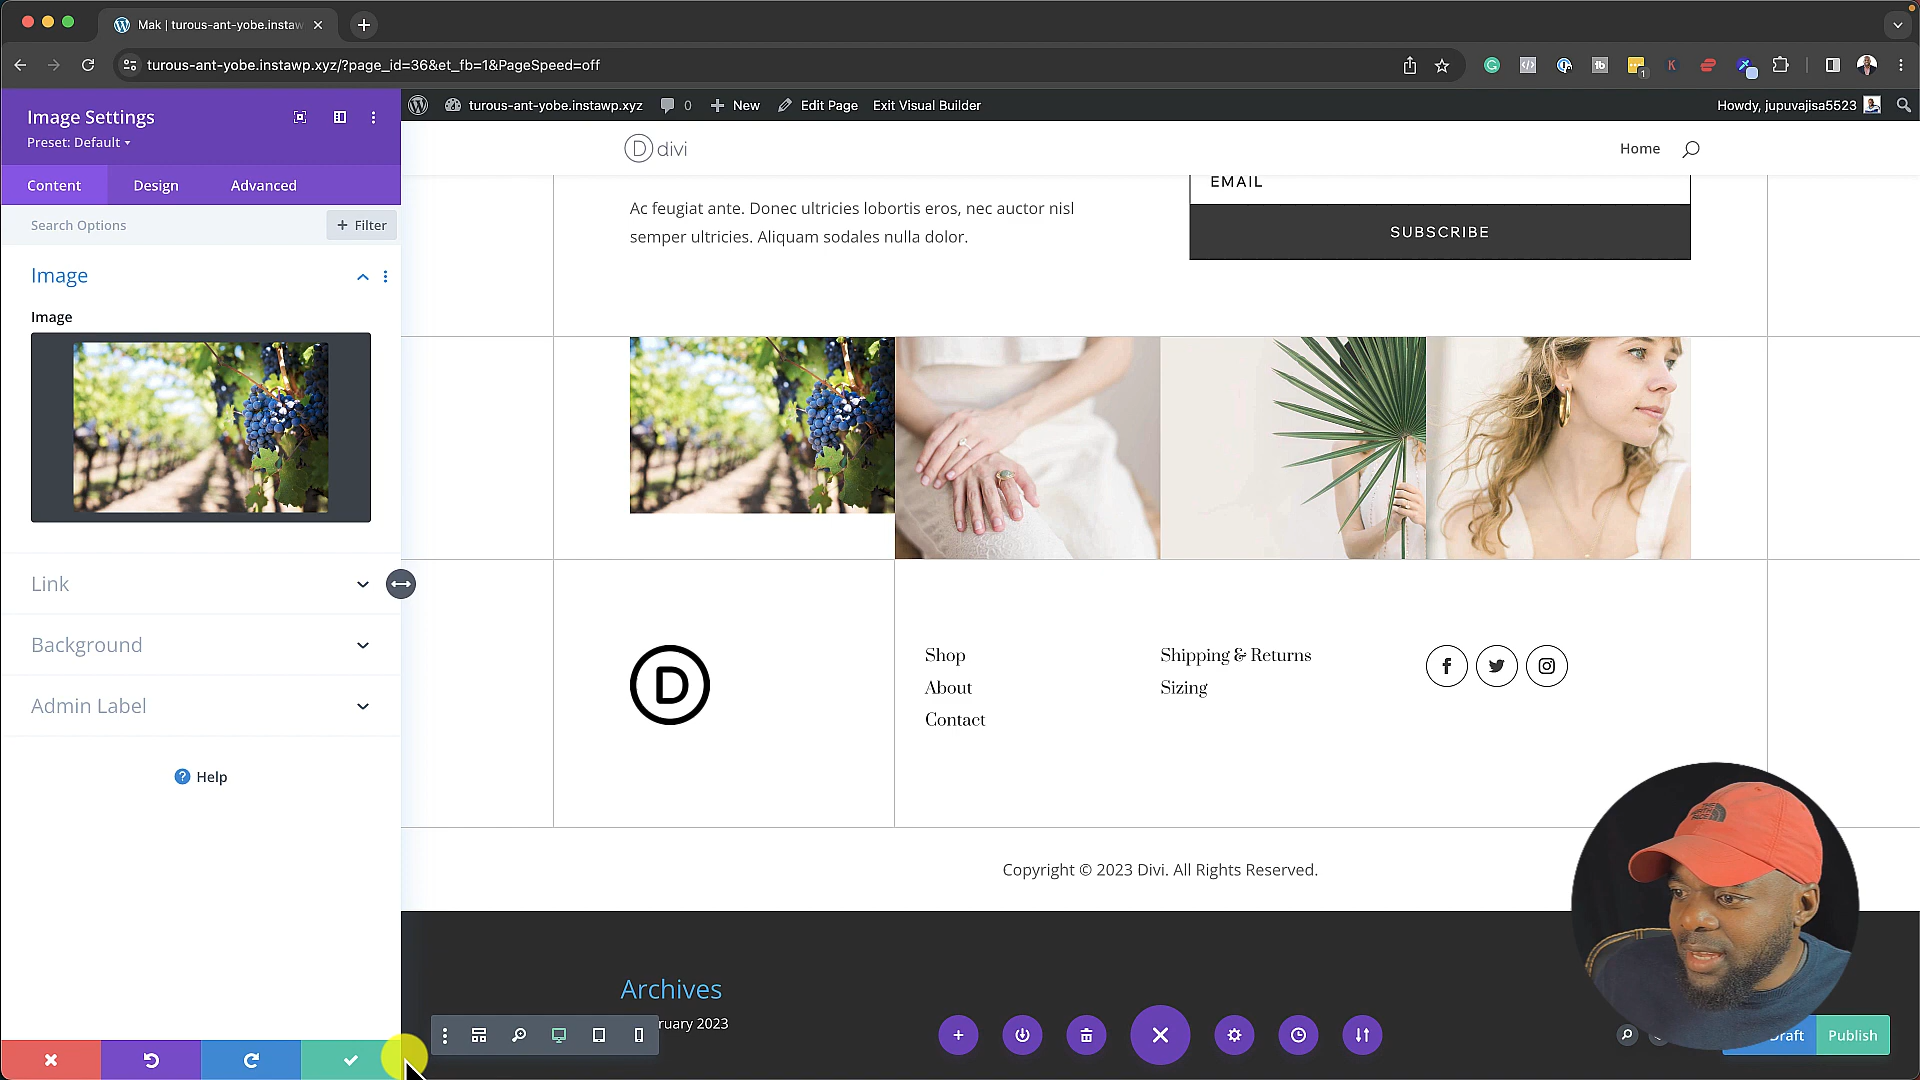 Mak | turous-ant-yobe.instaw
turous-ant-yobe.instawp.xyz/?page_id=36&et_fb=1&PageSpeed=off
Image Settings
Preset: Default
Content
Design
Advanced
Search Options
+ Filter
Image
Image
Link
Background
Admin Label
Help
turous-ant-yobe.instawp.xyz
0
New
Edit Page
Exit Visual Builder
Howdy, jupuvajisa5523
D divi
Home
EMAIL
Ac feugiat ante. Donec ultricies lobortis eros, nec auctor nisl
semper ultricies. Aliquam sodales nulla dolor.
SUBSCRIBE
D
Shop
About
Contact
Shipping & Returns
Sizing
Copyright © 2023 Divi. All Rights Reserved.
Archives
ruary 2023
Draft
Publish